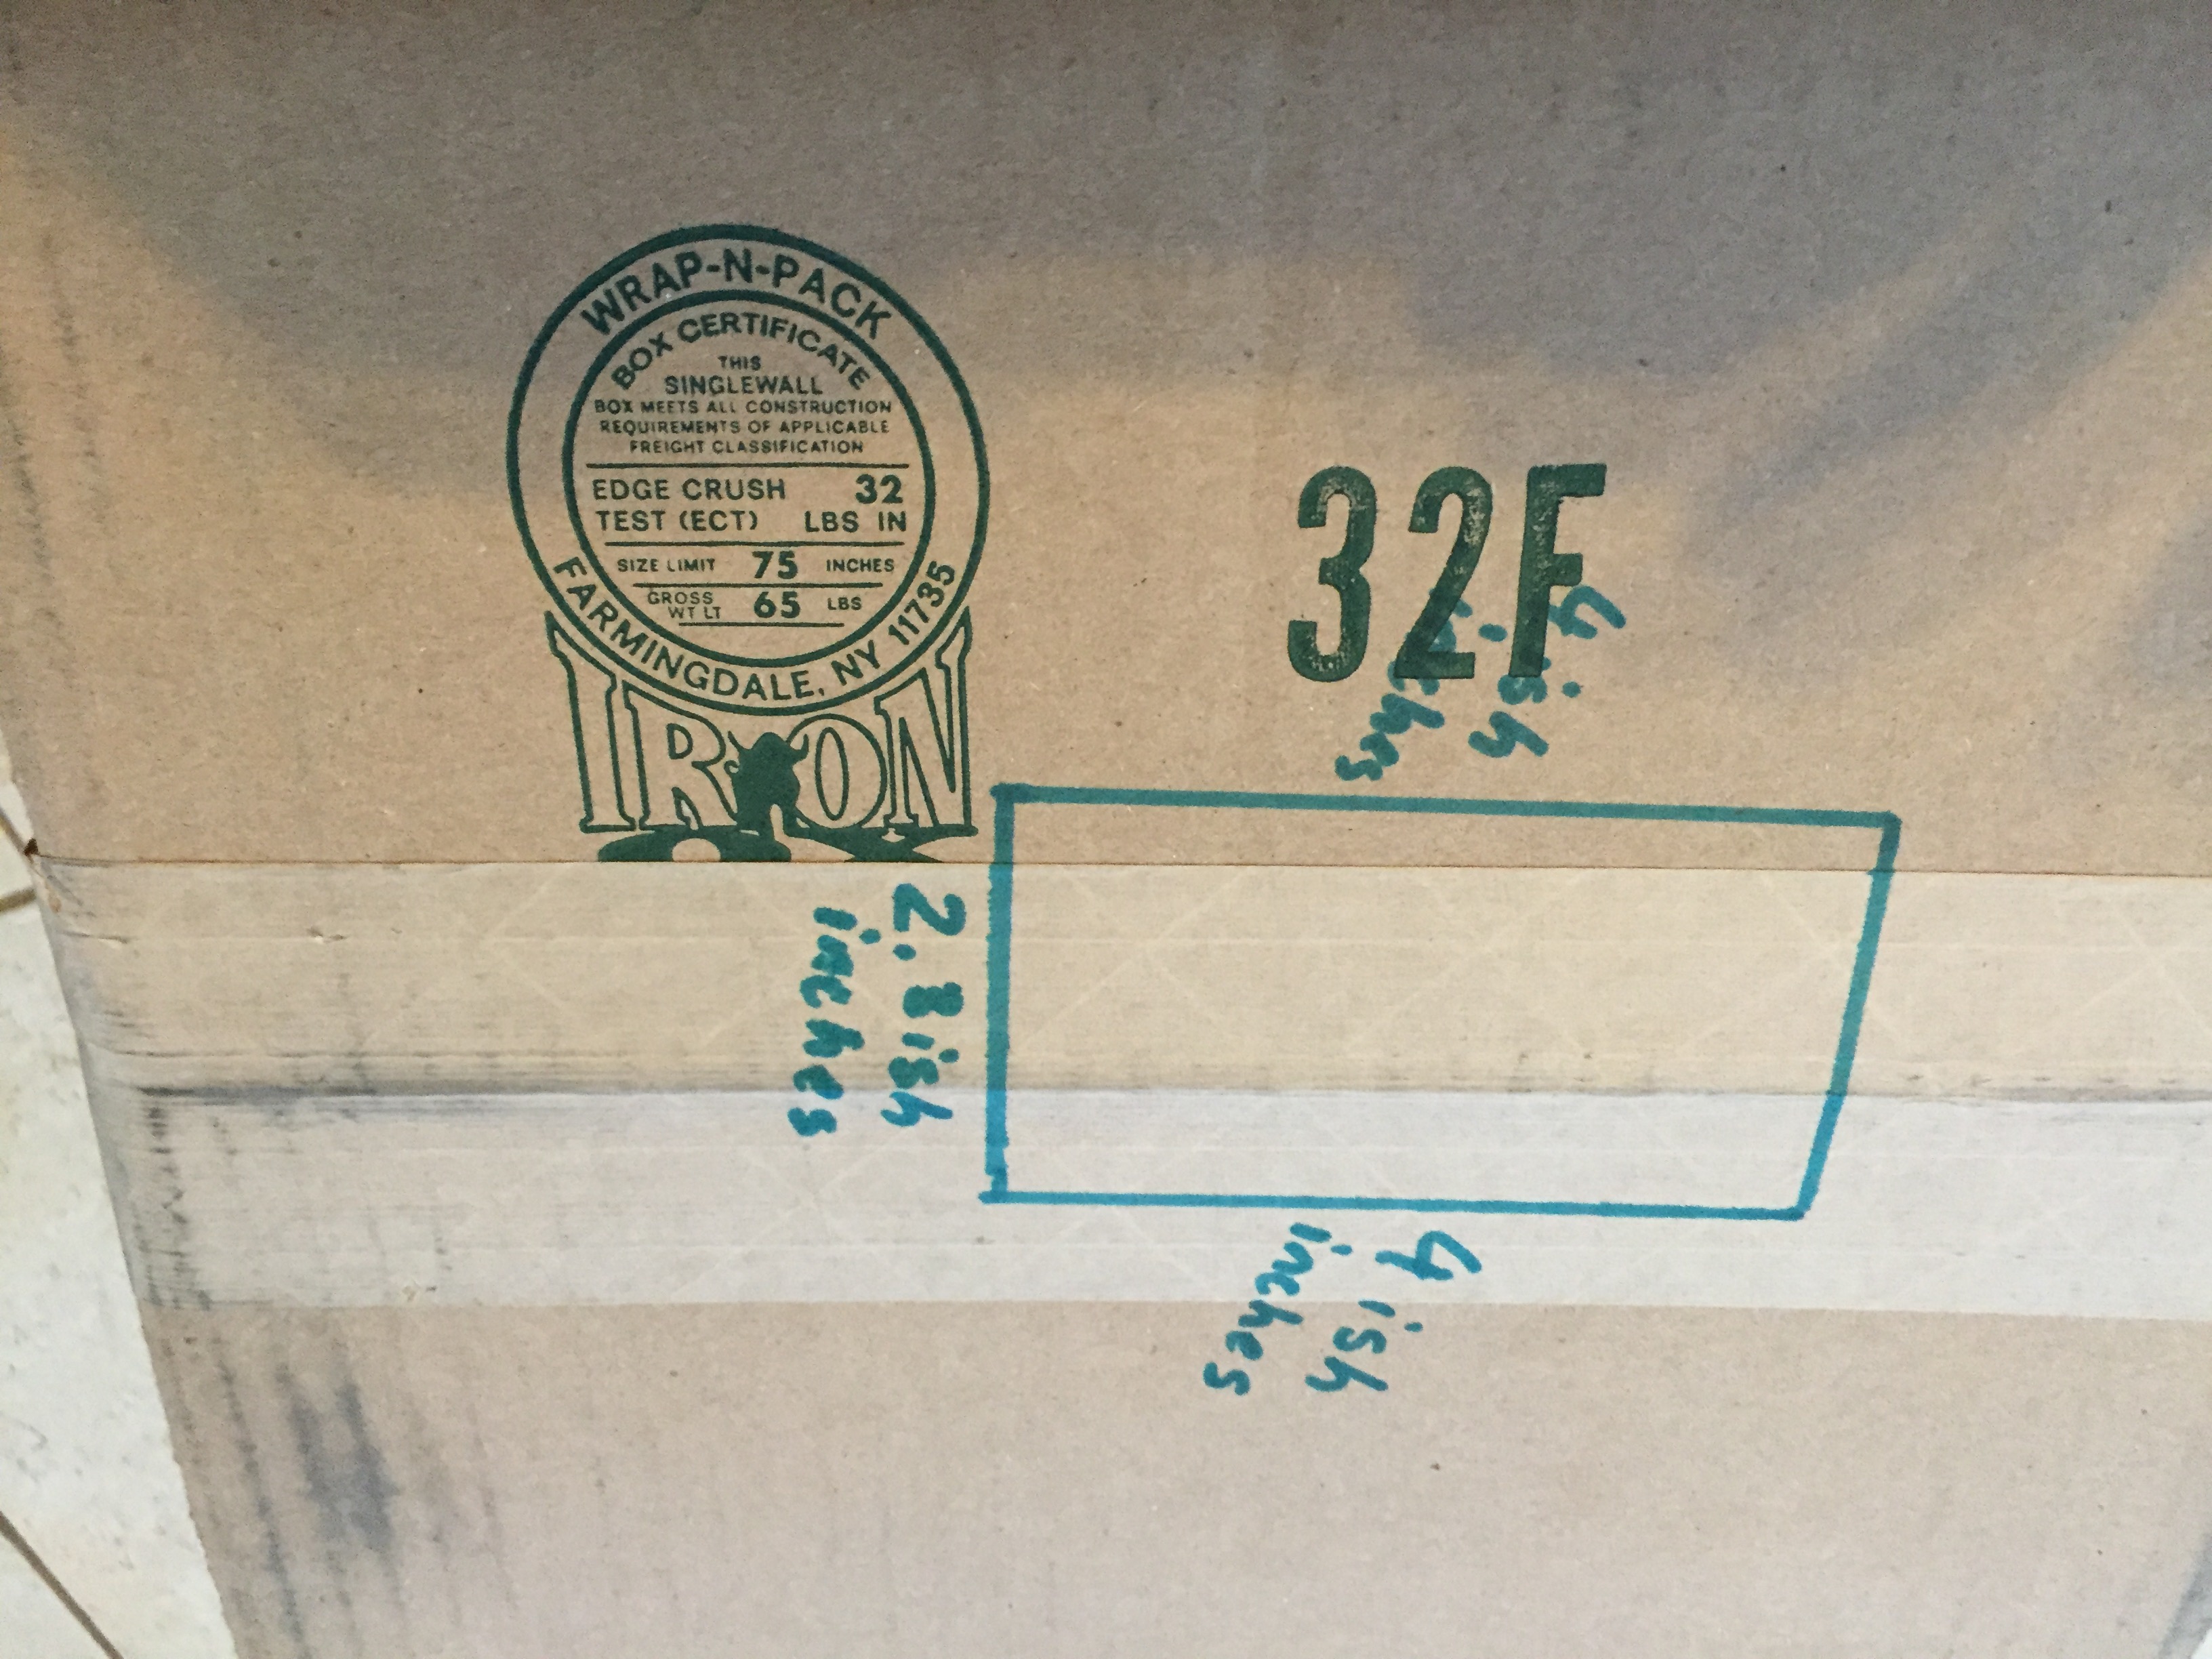 WRAP-N-PACK
BOX CERTIFICATE
THIS
SINGLEWALL
BOX MEETS ALL CONSTRUCTION
REQUIREMENTS OF APPLICABLE
FREIGHT CLASSIFICATION
EDGE CRUSH 32
TEST (ECT) LBS IN
SIZE LIMIT 75 INCHES
GROSS
WT LT 65 LBS
FARMINGDALE, NY 11735
IRON
32F
4 ish
inches
2.8ish
inches
4 ish
inches